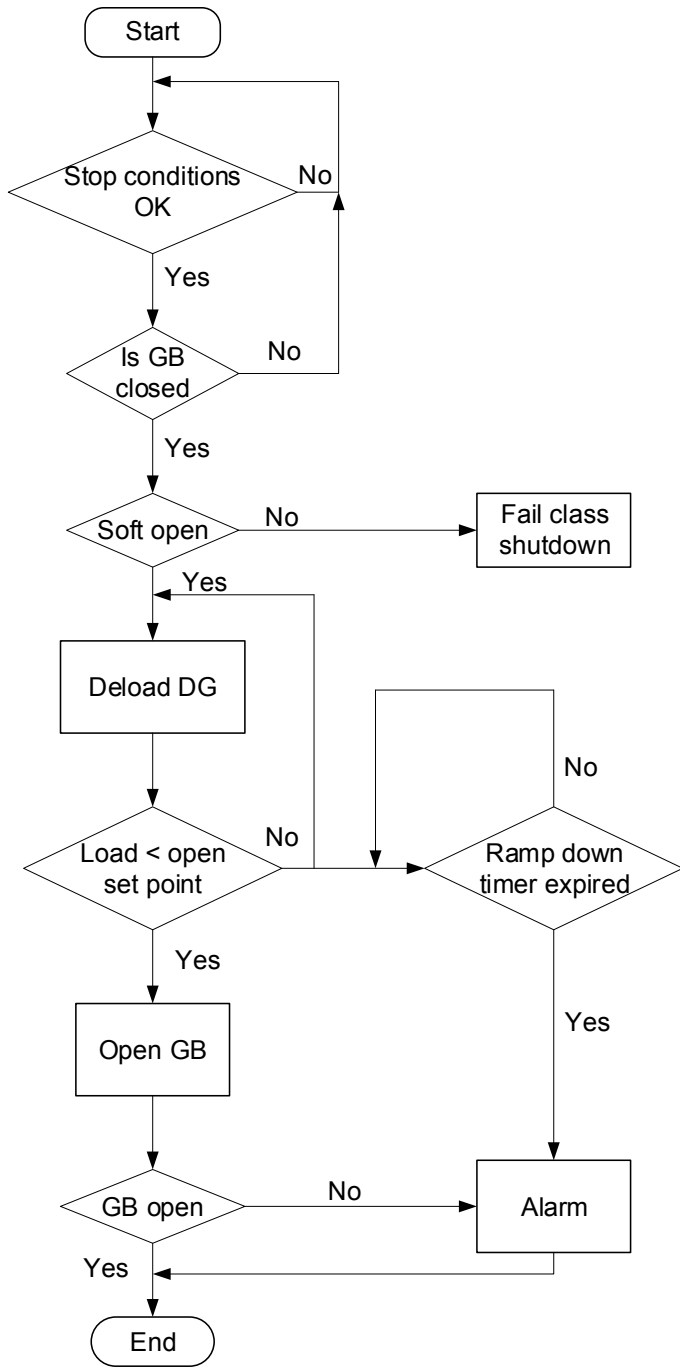 Start
Stop conditions
OK
No
Yes
Is GB
closed
No
Yes
Soft open
No
Fail class
shutdown
Yes
Deload DG
No
Load < open
set point
No
Ramp down
timer expired
Yes
Open GB
Yes
GB open
No
Alarm
Yes
End